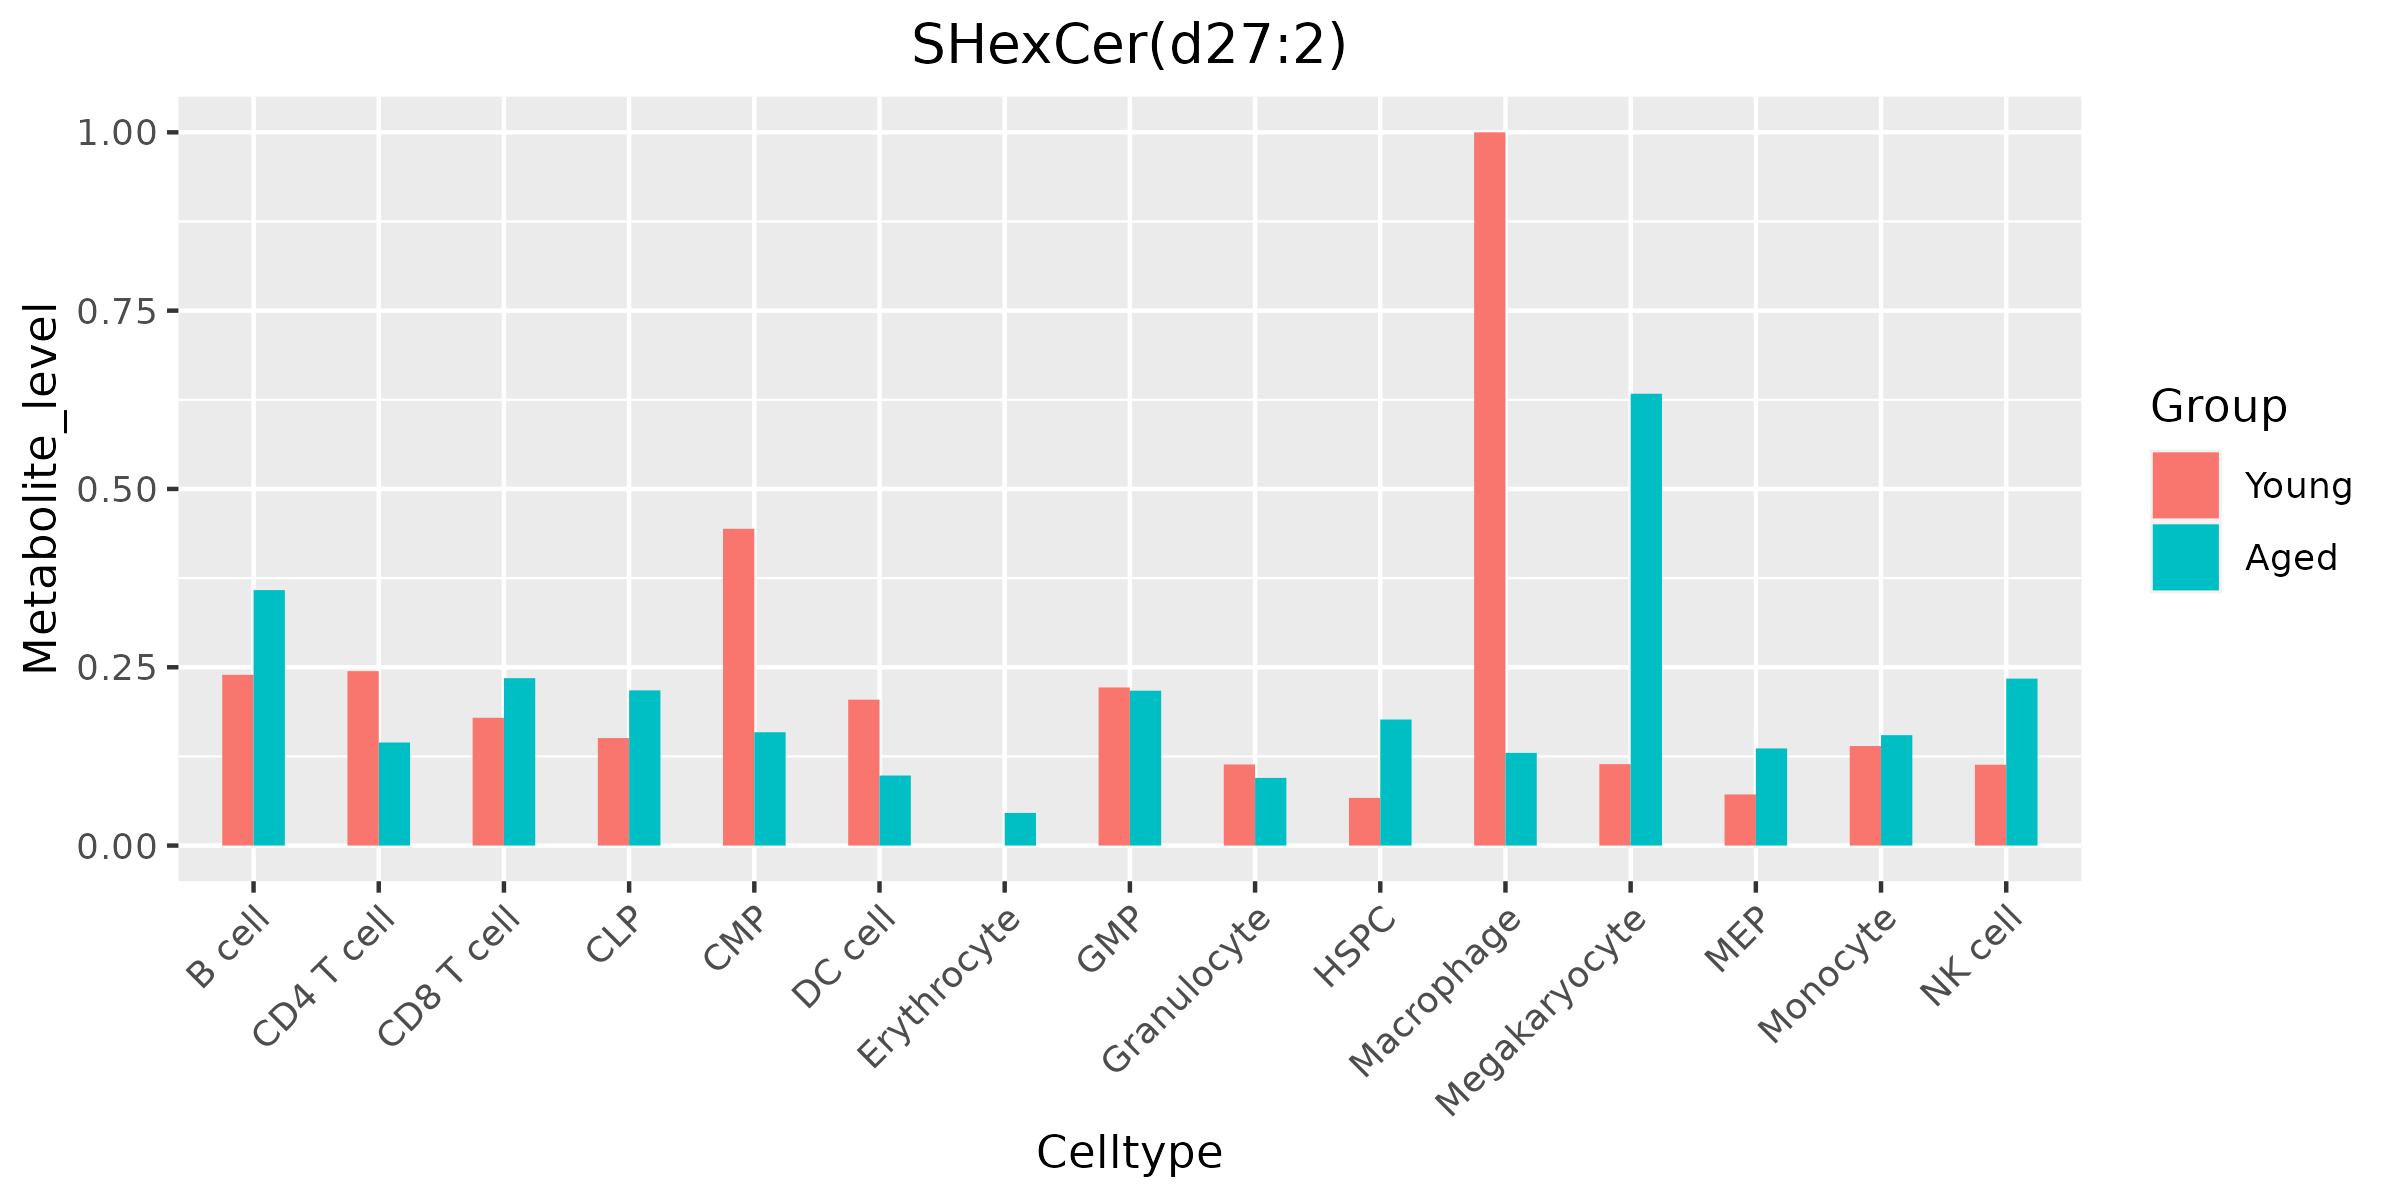 SHexCer(d27:2)
Metabolite_level
1.00
0.75
0.50
0.25
0.00
B cell
CD4 T cell
CD8 T cell
CLP
CMP
DC cell
Erythrocyte
GMP
Granulocyte
HSPC
Macrophage
Megakaryocyte
MEP
Monocyte
NK cell
Celltype
Group
Young
Aged